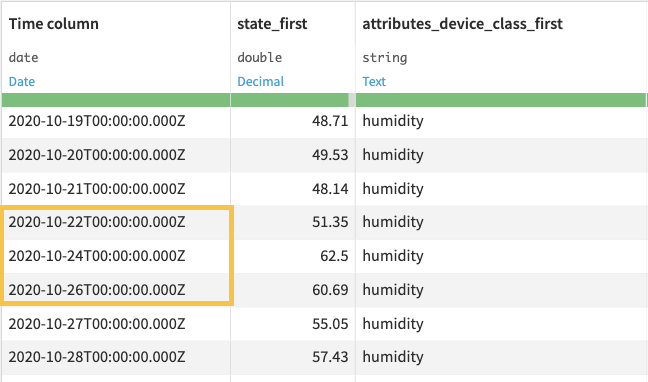 Time column state_first attributes_device_class_first
date double string
Date Decimal Text
2020-10-19T00:00:00.000Z 48.71 humidity
2020-10-20T00:00:00.000Z 49.53 humidity
2020-10-21T00:00:00.000Z 48.14 humidity
2020-10-22T00:00:00.000Z 51.35 humidity
2020-10-24T00:00:00.000Z 62.5 humidity
2020-10-26T00:00:00.000Z 60.69 humidity
2020-10-27T00:00:00.000Z 55.05 humidity
2020-10-28T00:00:00.000Z 57.43 humidity